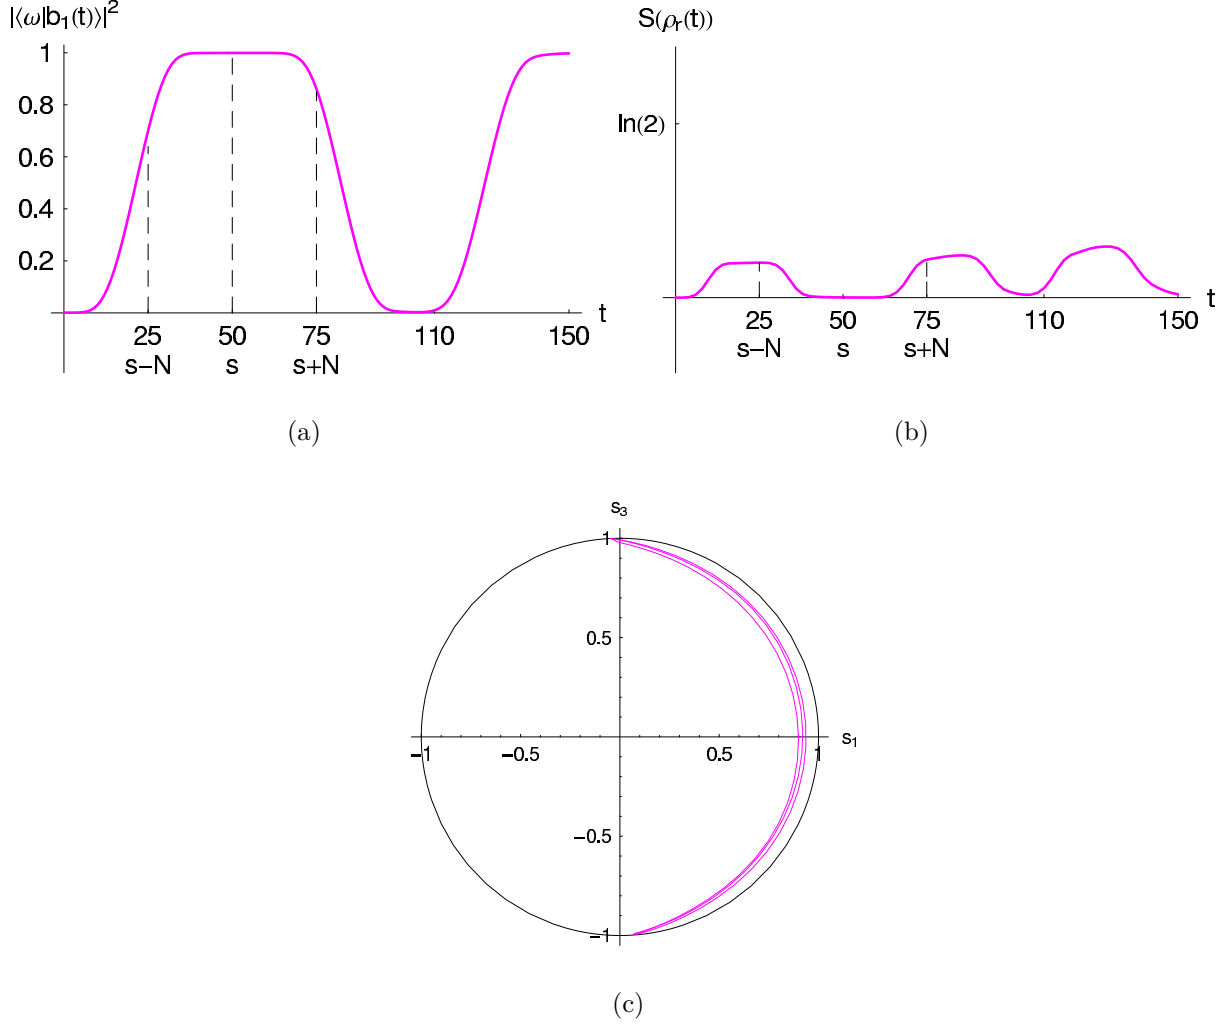 |⟨ω|b₁(t)⟩|²
1
0.8
0.6
0.4
0.2
25 50 75 110 150 t
s−N s s+N
(a)
S(ρᵣ(t))
ln(2)
25 50 75 110 150 t
s−N s s+N
(b)
s₃
1
0.5
−1 −0.5 0.5 1 s₁
−0.5
−1
(c)